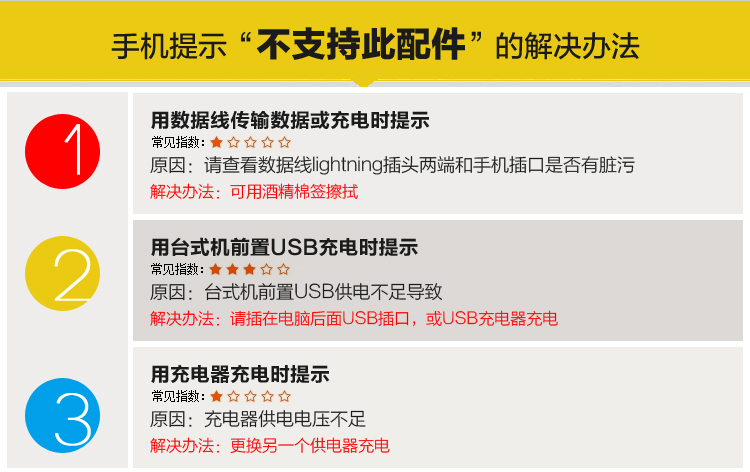 手机提示“不支持此配件”的解决办法
1
用数据线传输数据或充电时提示
常见指数：★☆☆☆☆
原因：请查看数据线lightning插头两端和手机插口是否有脏污
解决办法：可用酒精棉签擦拭
2
用台式机前置USB充电时提示
常见指数：★★★☆☆
原因：台式机前置USB供电不足导致
解决办法：请插在电脑后面USB插口，或USB充电器充电
3
用充电器充电时提示
常见指数：★☆☆☆☆
原因：充电器供电电压不足
解决办法：更换另一个供电器充电